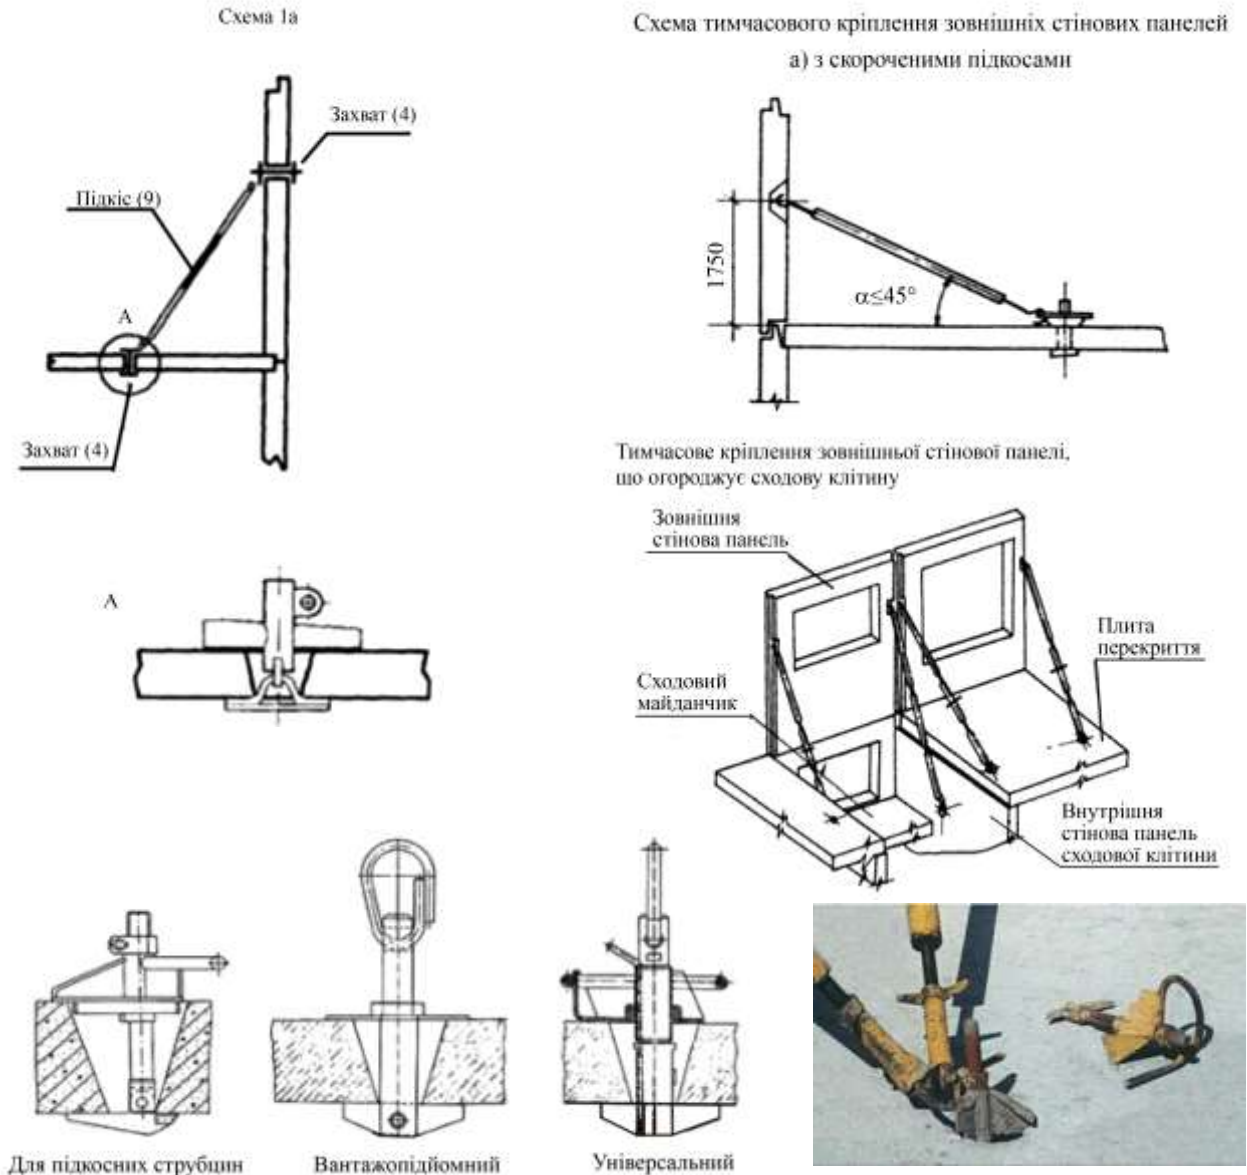 Схема 1а
Захват (4)
Підкіс (9)
А
Захват (4)
Схема тимчасового кріплення зовнішніх стінових панелей
а) з скороченими підкосами
1750
α≤45°
Тимчасове кріплення зовнішньої стінової панелі,
що огороджує сходову клітину
Зовнішня
стінова панель
Плита
перекриття
Сходовий
майданчик
Внутрішня
стінова панель
сходової клітини
А
Для підкосних струбцин
Вантажопідйомний
Універсальний